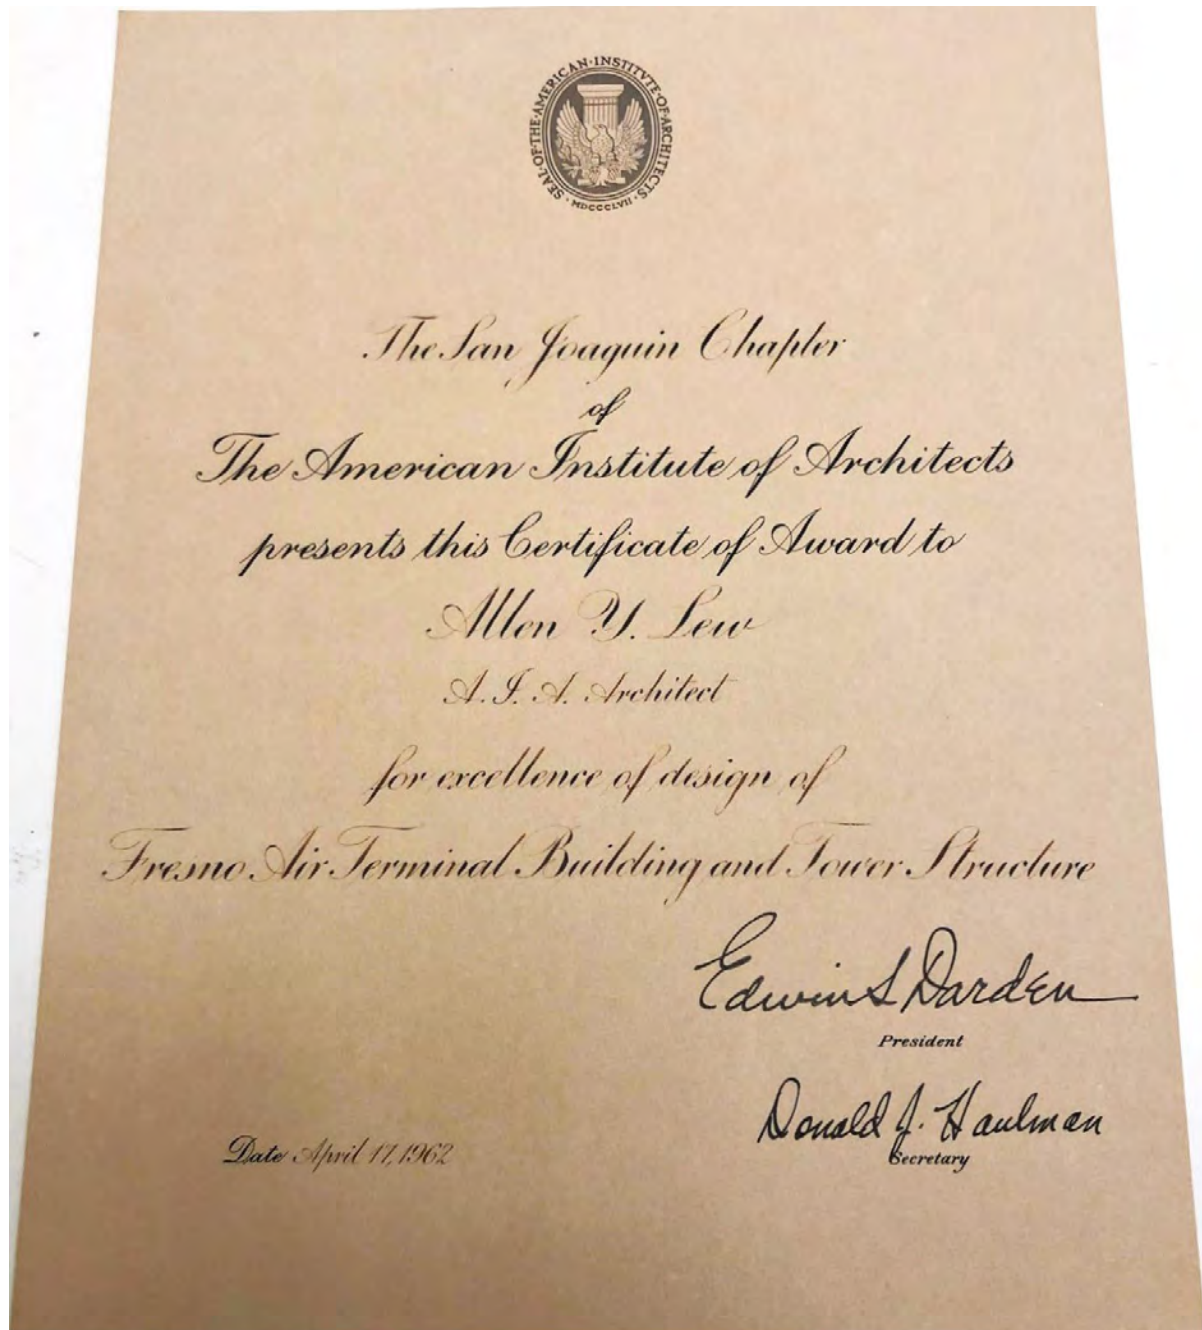 SEAL·OF·THE·AMERICAN·INSTITVTE·OF·ARCHITECTS·
MDCCCLVII
The San Joaquin Chapter
of
The American Institute of Architects
presents this Certificate of Award to
Allen Y. Lew
A. I. A. Architect
for excellence of design of
Fresno Air Terminal Building and Tower Structure
Edwin S Darden
President
Donald J. Haulman
Secretary
Date April 17, 1962